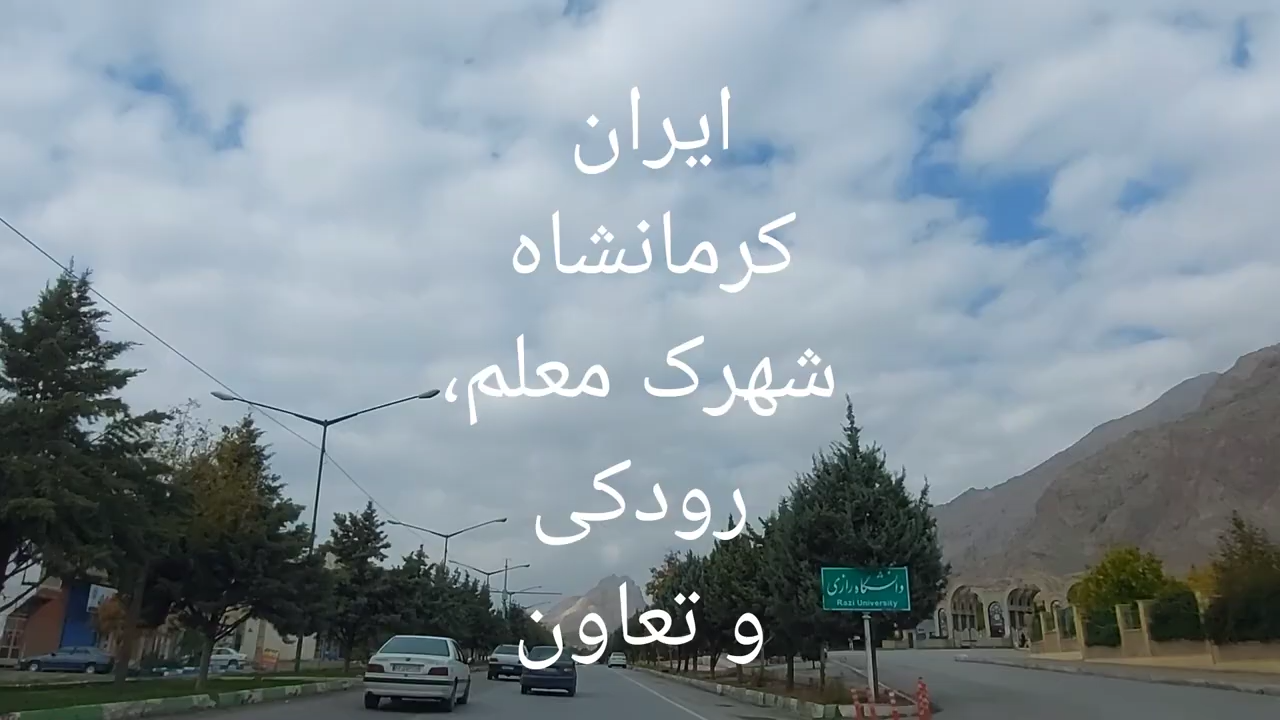 ایران
کرمانشاه
شهرک معلم،
رودکی
و تعاون
دانشگاه رازی
Razi University